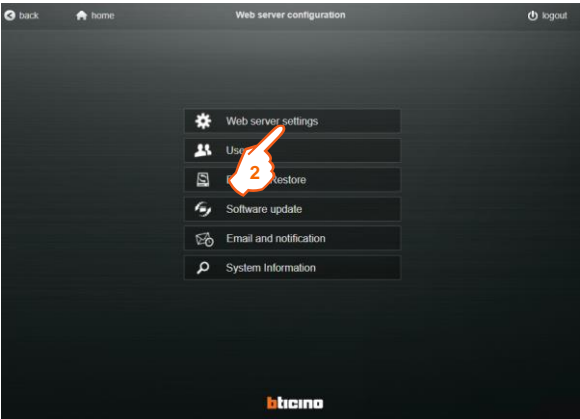 back
home
Web server configuration
logout
Web server settings
2
Restore
Software update
Email and notification
System Information
bticino